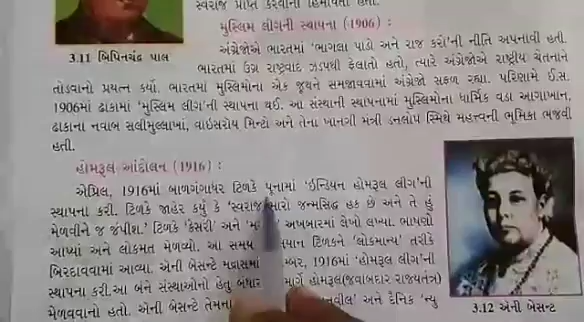 સ્વરાજ પ્રાપ્ત કરવાની હિમાયતી હતી.
મુસ્લિમ લીગની સ્થાપના (1906) :
અંગ્રેજોએ ભારતમાં 'ભાગલા પાડો અને રાજ કરો'ની નીતિ અપનાવી હતી.
3.11 બિપિનચંદ્ર પાલ
ભારતમાં ઉગ્ર રાષ્ટ્રવાદ ઝડપથી ફેલાતો હતો, ત્યારે અંગ્રેજોએ રાષ્ટ્રીય ચેતનાને
તોડવાનો પ્રયત્ન કર્યો. ભારતમાં મુસ્લિમોના એક જૂથને સમજાવવામાં અંગ્રેજો સફળ રહ્યા. પરિણામે ઈ.સ.
1906માં ઢાકામાં 'મુસ્લિમ લીગ'ની સ્થાપના થઈ. આ સંસ્થાની સ્થાપનામાં મુસ્લિમોના ધાર્મિક વડા આગાખાન,
ઢાકાના નવાબ સલીમુલ્લાખાં, વાઇસરોય મિન્ટો અને તેના ખાનગી મંત્રી ડનલોપ સ્મિથે મહત્ત્વની ભૂમિકા ભજવી
હતી.
હોમરૂલ આંદોલન (1916) :
એપ્રિલ, 1916માં બાળગંગાધર ટિળકે પૂનામાં 'ઇન્ડિયન હોમરૂલ લીગ'ની
સ્થાપના કરી. ટિળકે જાહેર કર્યું કે 'સ્વરાજ મારો જન્મસિદ્ધ હક છે અને તે હું
મેળવીને જ જંપીશ.' ટિળકે 'કેસરી' અને અખબારમાં લેખો લખ્યા. ભાષણો
આપ્યાં અને લોકમત મેળવ્યો. આ સમય ટિળકને 'લોકમાન્ય' તરીકે
બિરદાવવામાં આવ્યા. એની બેસન્ટે મદ્રાસમાં 1916માં 'હોમરૂલ લીગ'ની
સ્થાપના કરી.આ બંને સંસ્થાઓનો હેતુ હોમરૂલ(જવાબદાર રાજ્યતંત્ર)
મેળવવાનો હતો. એની બેસન્ટે અને દૈનિક 'ન્યુ
3.12 એની બેસન્ટ